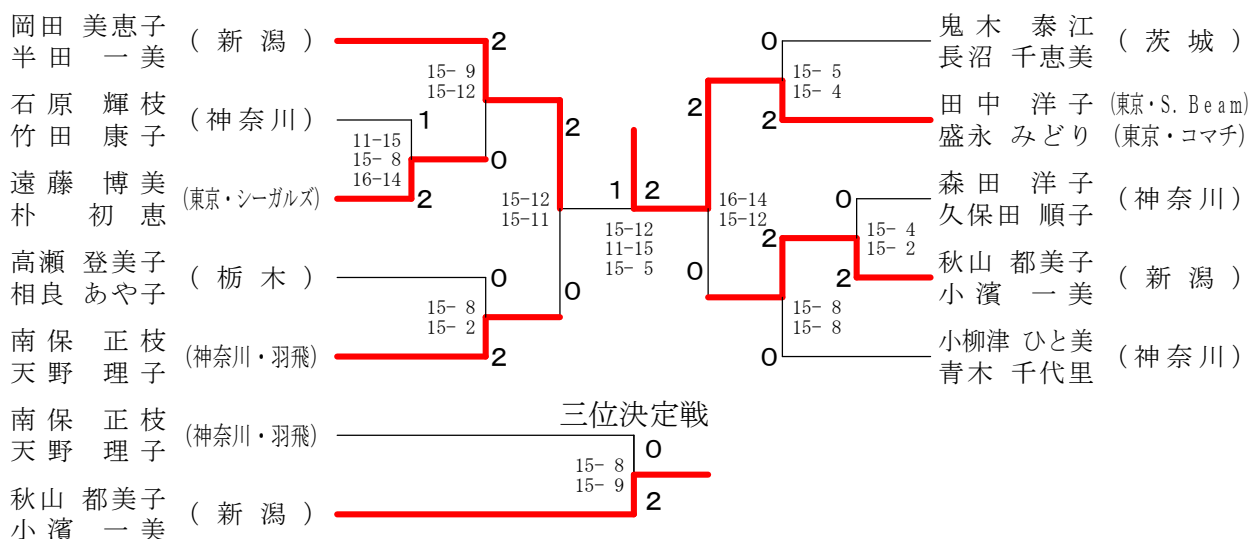 岡田 美恵子
半田 一美
(新潟)
2
15- 9
15-12
石原 輝枝
竹田 康子
(神奈川)
1
11-15
15- 8
16-14
0
遠藤 博美
朴 初恵
(東京・シーガルズ)
2
2
15-12
15-11
高瀬 登美子
相良 あや子
(栃木)
0
15- 8
15- 2
0
南保 正枝
天野 理子
(神奈川・羽飛)
2
1
2
15-12
11-15
15- 5
鬼木 泰江
長沼 千恵美
(茨城)
0
15- 5
15- 4
2
田中 洋子
盛永 みどり
(東京・S. Beam)
(東京・コマチ)
2
16-14
15-12
森田 洋子
久保田 順子
(神奈川)
0
15- 4
15- 2
2
秋山 都美子
小濱 一美
(新潟)
2
0
15- 8
15- 8
小柳津 ひと美
青木 千代里
(神奈川)
0
三位決定戦
南保 正枝
天野 理子
(神奈川・羽飛)
0
15- 8
15- 9
秋山 都美子
小濱 一美
(新潟)
2